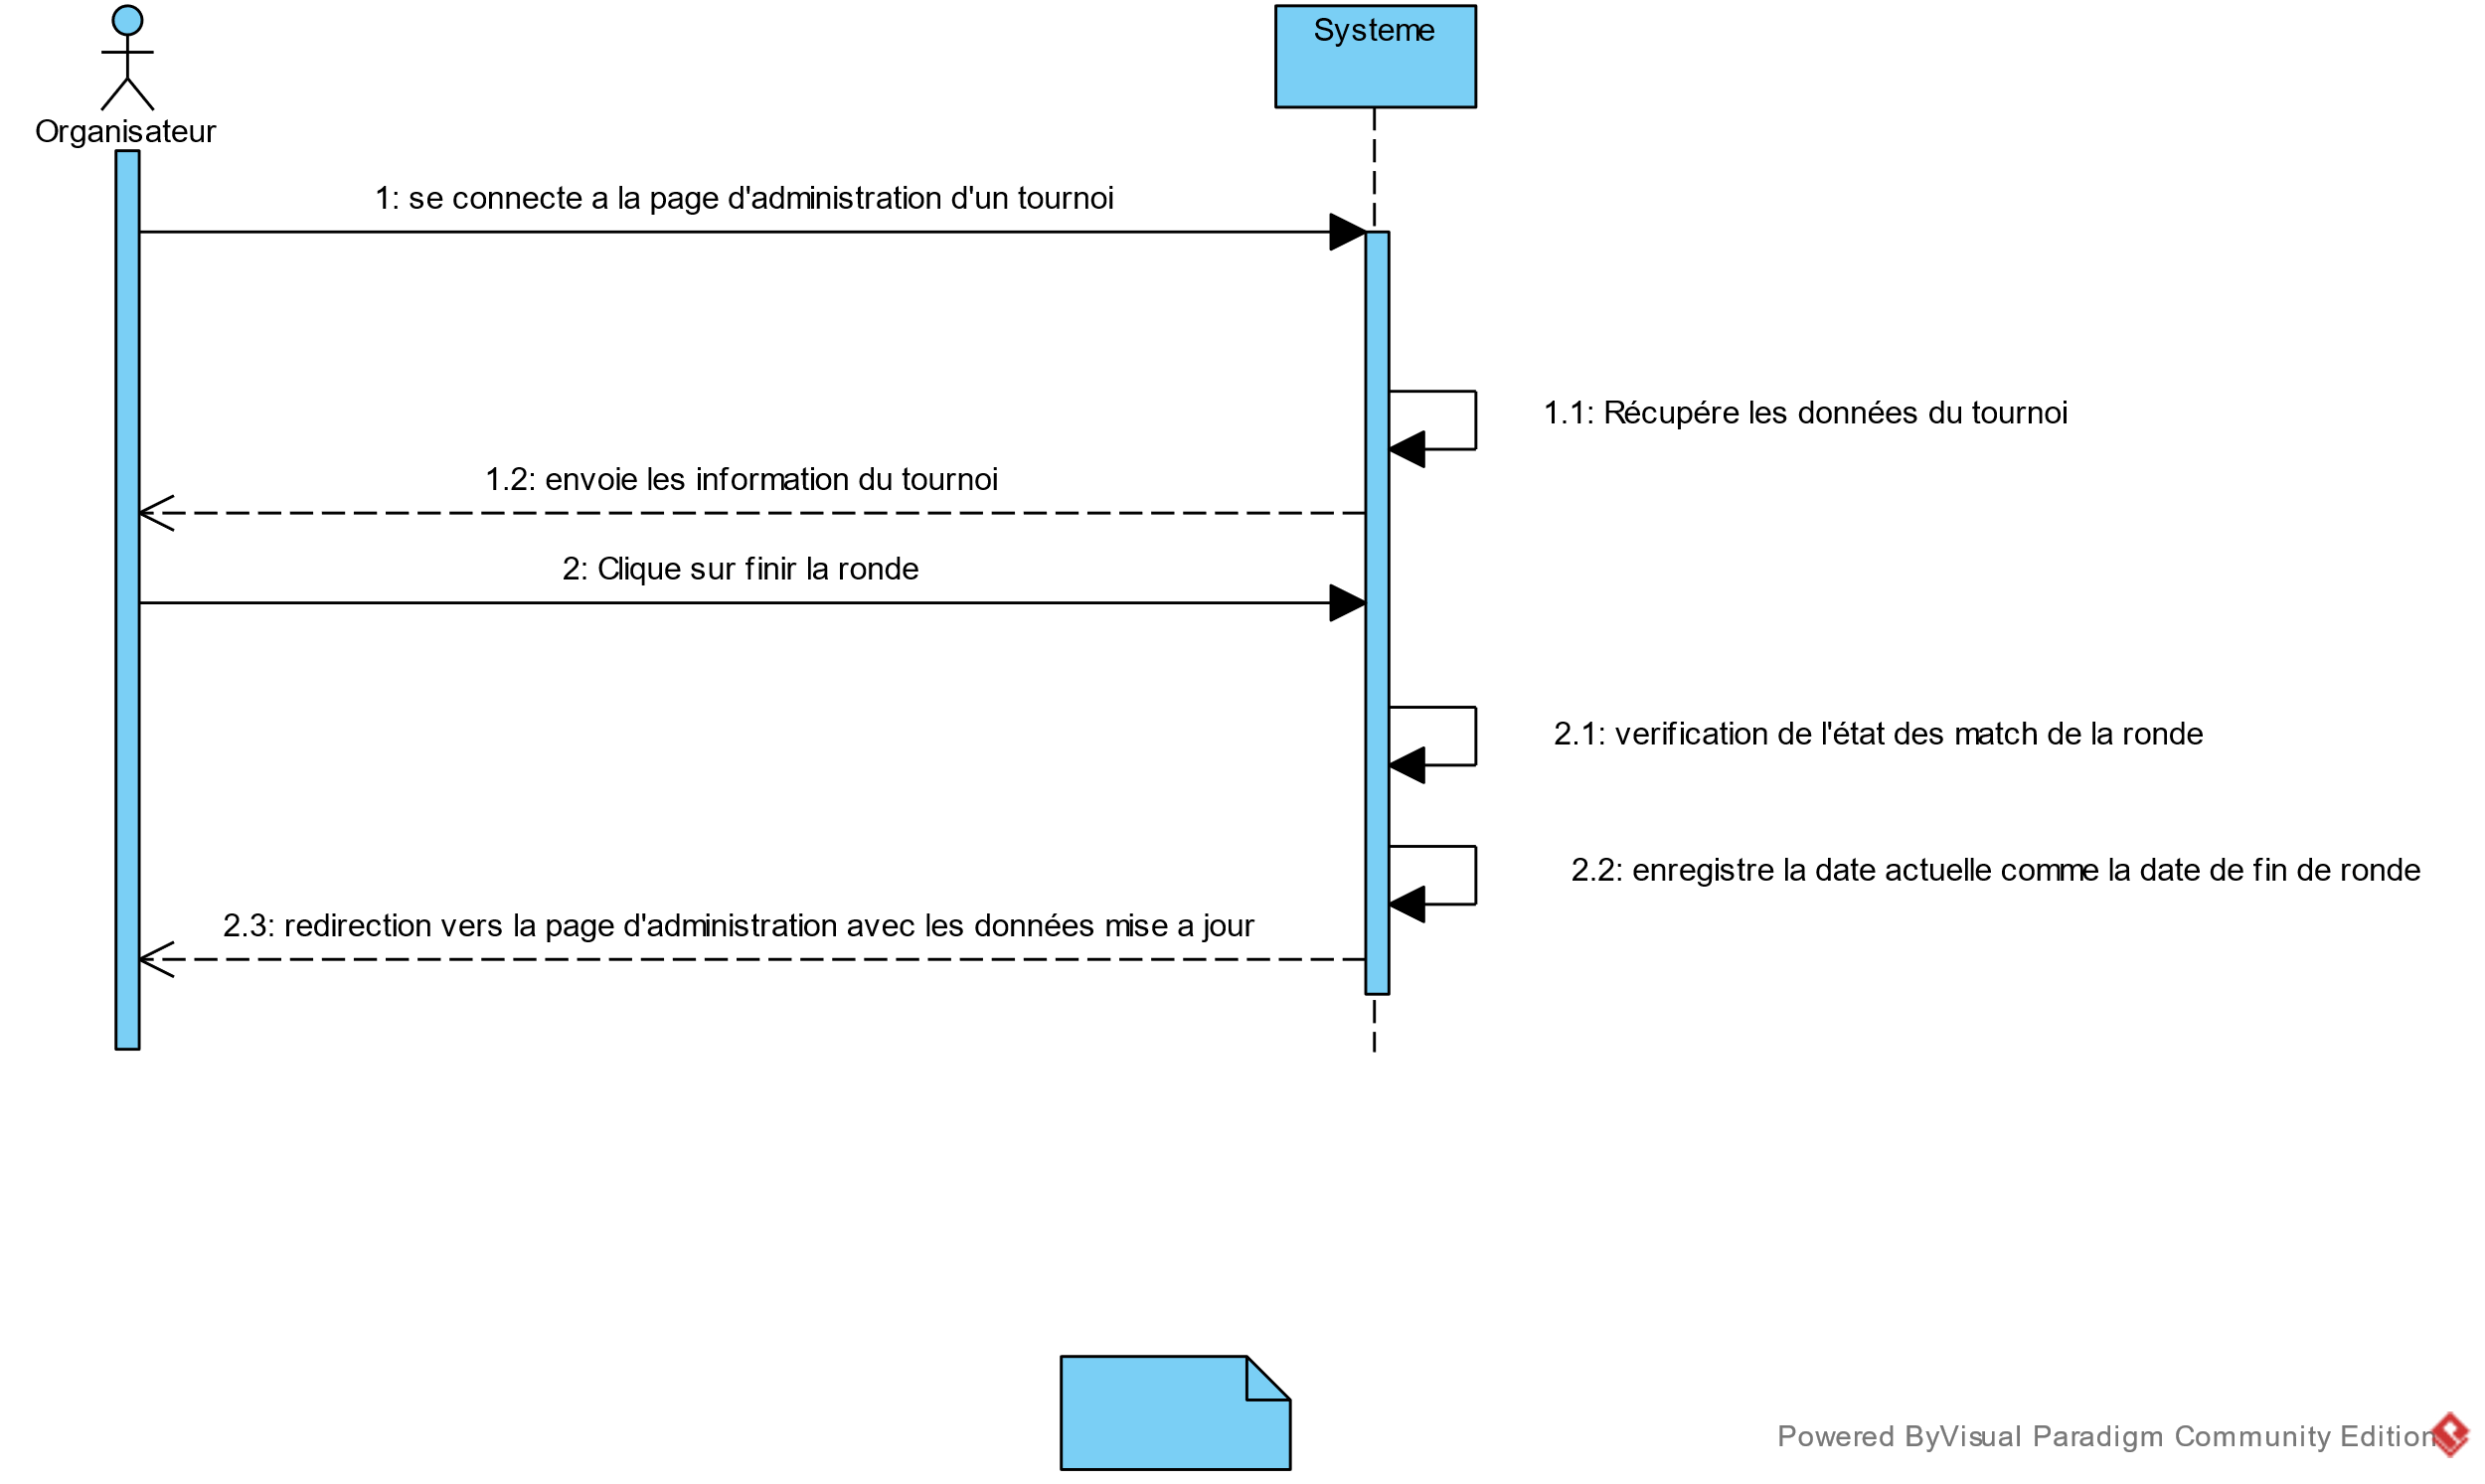 Systeme
Organisateur
1: se connecte a la page d'administration d'un tournoi
1.1: Récupére les données du tournoi
1.2: envoie les information du tournoi
2: Clique sur finir la ronde
2.1: verification de l'état des match de la ronde
2.2: enregistre la date actuelle comme la date de fin de ronde
2.3: redirection vers la page d'administration avec les données mise a jour
Powered ByVisual Paradigm Community Edition